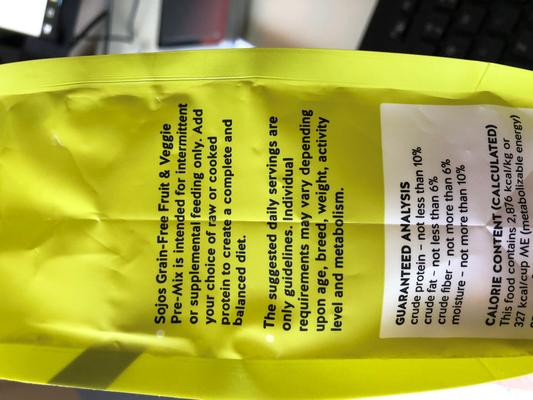 Sojos Grain-Free Fruit & Veggie
Pre-Mix is intended for intermittent
or supplemental feeding only. Add
your choice of raw or cooked
protein to create a complete and
balanced diet.
The suggested daily servings are
only guidelines. Individual
requirements may vary depending
upon age, breed, weight, activity
level and metabolism.
GUARANTEED ANALYSIS
crude protein – not less than 10%
crude fat – not less than 6%
crude fiber – not more than 6%
moisture – not more than 10%
CALORIE CONTENT (CALCULATED)
This food contains 2,876 kcal/kg or
327 kcal/cup ME (metabolizable energy)